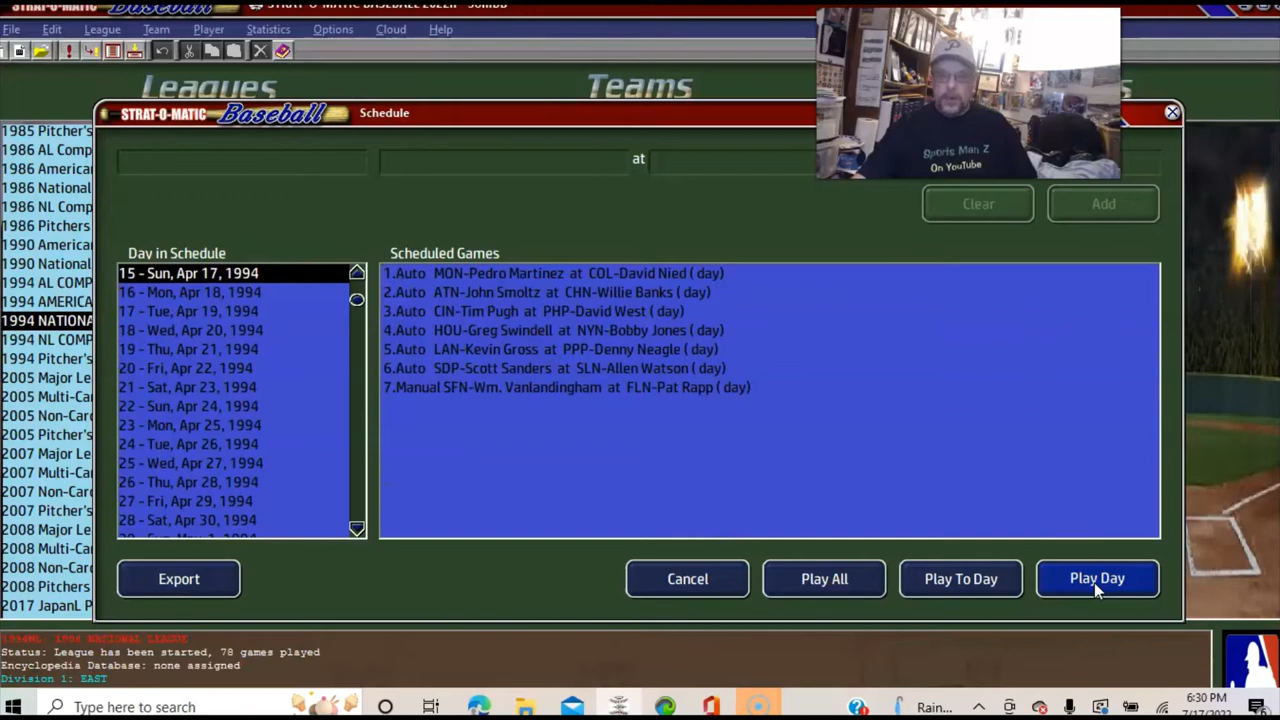 File Edit League Team Player Statistics Options Cloud Help
Leagues Teams
STRAT-O-MATIC Baseball Schedule
at
Sports Man Z
On YouTube
Clear Add
Day in Schedule Scheduled Games
15 - Sun, Apr 17, 1994
16 - Mon, Apr 18, 1994
17 - Tue, Apr 19, 1994
18 - Wed, Apr 20, 1994
19 - Thu, Apr 21, 1994
20 - Fri, Apr 22, 1994
21 - Sat, Apr 23, 1994
22 - Sun, Apr 24, 1994
23 - Mon, Apr 25, 1994
24 - Tue, Apr 26, 1994
25 - Wed, Apr 27, 1994
26 - Thu, Apr 28, 1994
27 - Fri, Apr 29, 1994
28 - Sat, Apr 30, 1994
1.Auto MON-Pedro Martinez at COL-David Nied ( day)
2.Auto ATN-John Smoltz at CHN-Willie Banks ( day)
3.Auto CIN-Tim Pugh at PHP-David West ( day)
4.Auto HOU-Greg Swindell at NYN-Bobby Jones ( day)
5.Auto LAN-Kevin Gross at PPP-Denny Neagle ( day)
6.Auto SDP-Scott Sanders at SLN-Allen Watson ( day)
7.Manual SFN-Wm. Vanlandingham at FLN-Pat Rapp ( day)
1985 Pitcher's
1986 AL Comp
1986 American
1986 National
1986 NL Comp
1986 Pitchers
1990 American
1990 National
1994 AL COMP
1994 AMERICA
1994 NATIONA
1994 NL COMP
1994 Pitcher's
2005 Major Le
2005 Multi-Ca
2005 Non-Car
2005 Pitcher's
2007 Major Le
2007 Multi-Ca
2007 Non-Car
2007 Pitcher's
2008 Major Le
2008 Multi-Ca
2008 Non-Car
2008 Pitchers
2017 JapanL P
Export Cancel Play All Play To Day Play Day
1994NL: 1994 NATIONAL LEAGUE
Status: League has been started, 78 games played
Encyclopedia Database: none assigned
Division 1: EAST
Type here to search
Rain...
6:30 PM